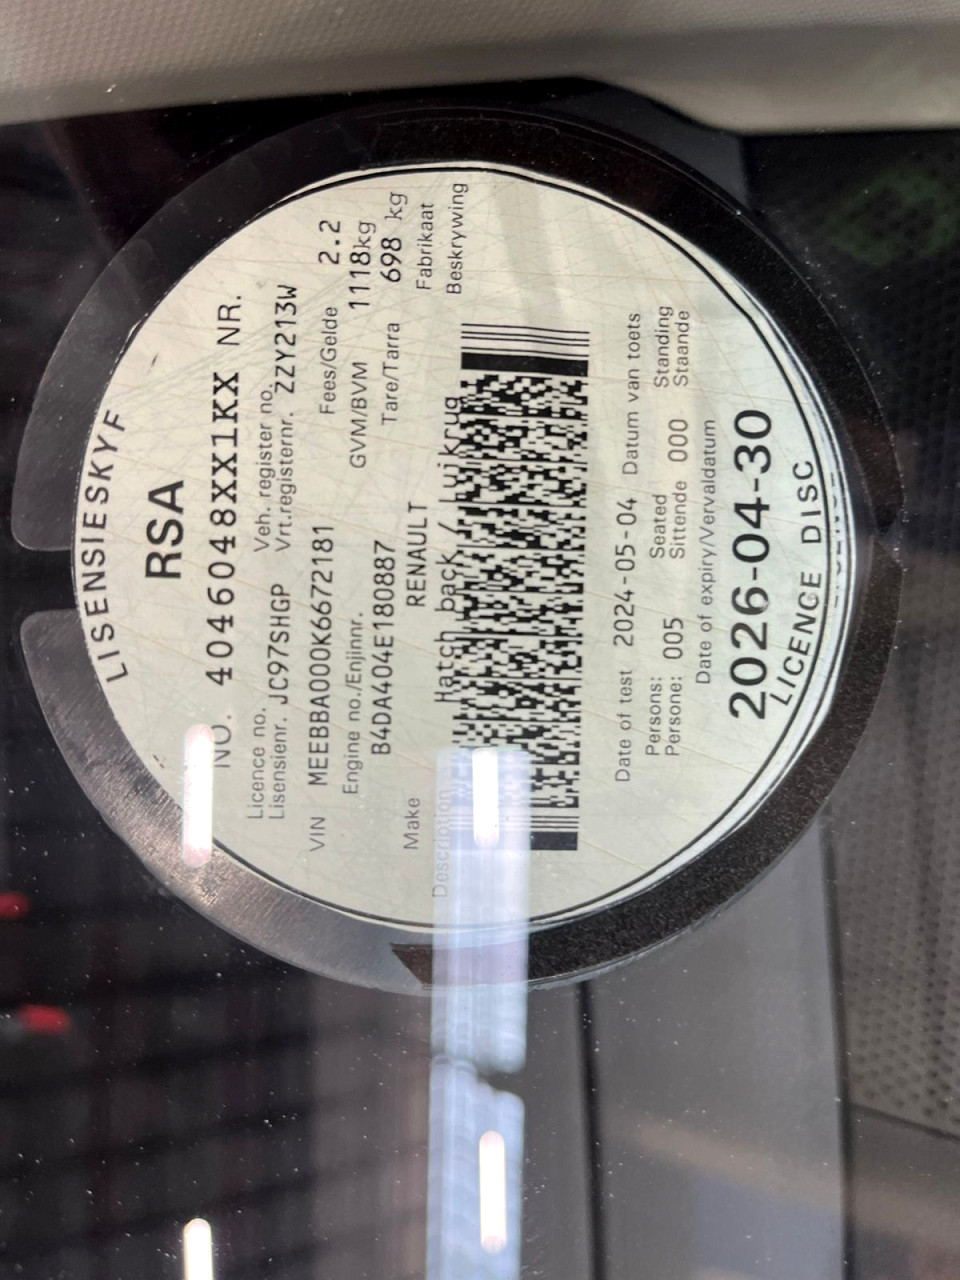 LISENSIESKYF
RSA
NO. 4046048XX1KX NR.
Licence no. Veh. register no.
Lisensienr. JC97SHGP Vrt.registernr. ZZY213W
VIN MEEBBA000K6672181 Fees/Gelde 2.2
Engine no./Enjinnr. GVM/BVM 1118kg
B4DA404E180887 Tare/Tarra 698 kg
Make RENAULT Fabrikaat
Description Hatch back / Luikrug Beskrywing
Date of test 2024-05-04 Datum van toets
Persons: Seated Standing
Persone: 005 Sittende 000 Staande
Date of expiry/Vervaldatum
2026-04-30
LICENCE DISC